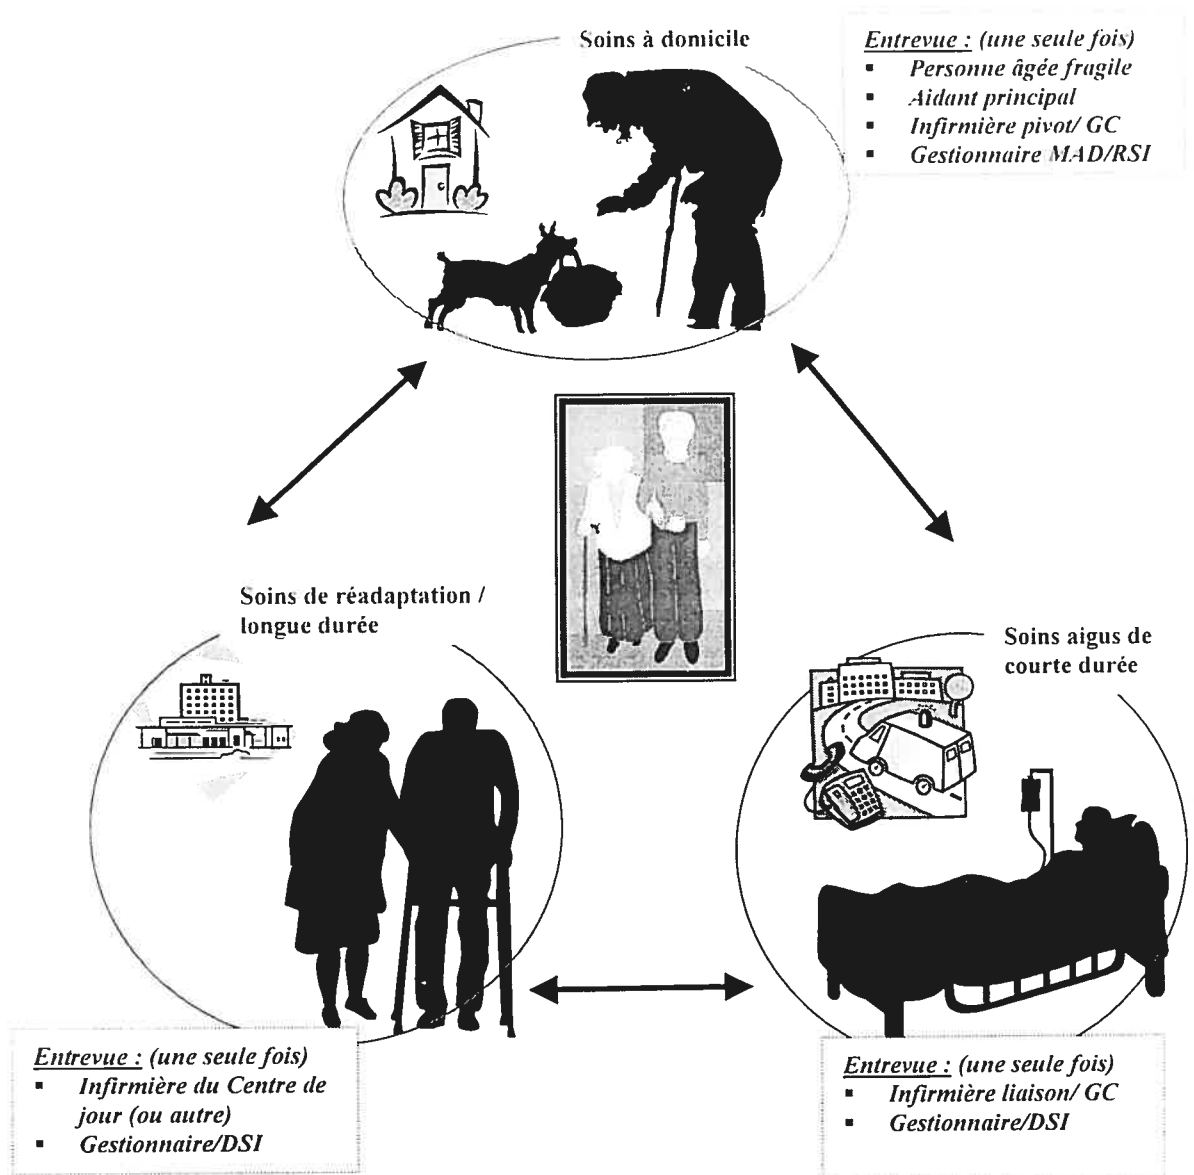 Soins à domicile
Entrevue : (une seule fois)
▪ Personne âgée fragile
▪ Aidant principal
▪ Infirmière pivot/ GC
▪ Gestionnaire MAD/RSI
Soins de réadaptation /
longue durée
Soins aigus de
courte durée
Entrevue : (une seule fois)
▪ Infirmière du Centre de
jour (ou autre)
▪ Gestionnaire/DSI
Entrevue : (une seule fois)
▪ Infirmière liaison/ GC
▪ Gestionnaire/DSI